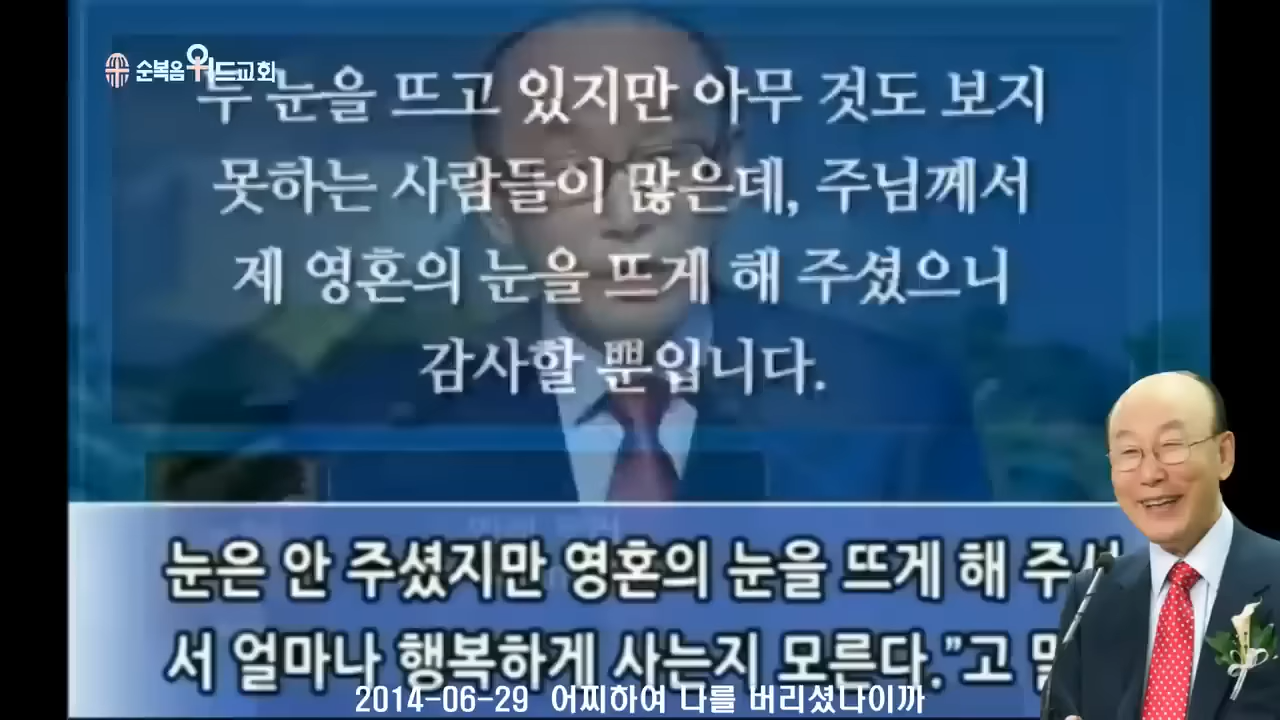 순복음워드교회
두 눈을 뜨고 있지만 아무 것도 보지
못하는 사람들이 많은데, 주님께서
제 영혼의 눈을 뜨게 해 주셨으니
감사할 뿐입니다.
눈은 안 주셨지만 영혼의 눈을 뜨게 해
서 얼마나 행복하게 사는지 모른다.”고
2014-06-29 어찌하여 나를 버리셨나이까